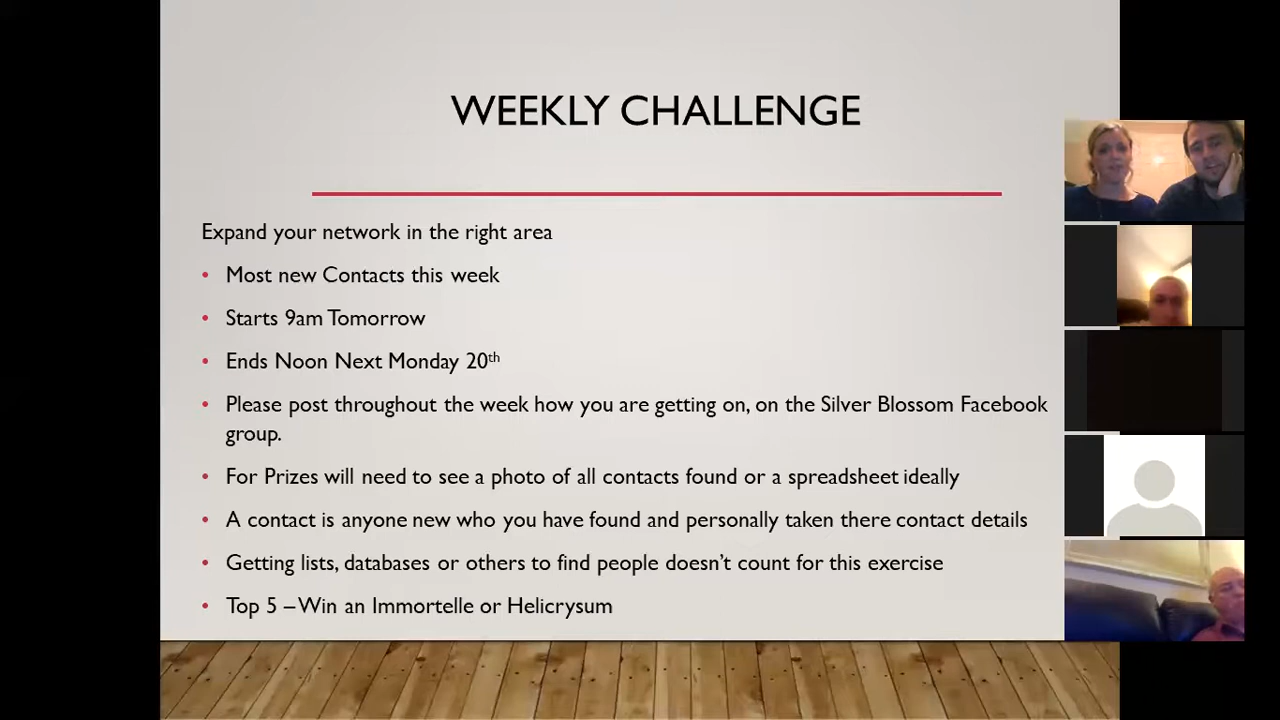 WEEKLY CHALLENGE
Expand your network in the right area
• Most new Contacts this week
• Starts 9am Tomorrow
• Ends Noon Next Monday 20th
• Please post throughout the week how you are getting on, on the Silver Blossom Facebook
group.
• For Prizes will need to see a photo of all contacts found or a spreadsheet ideally
• A contact is anyone new who you have found and personally taken there contact details
• Getting lists, databases or others to find people doesn’t count for this exercise
• Top 5 – Win an Immortelle or Helicrysum